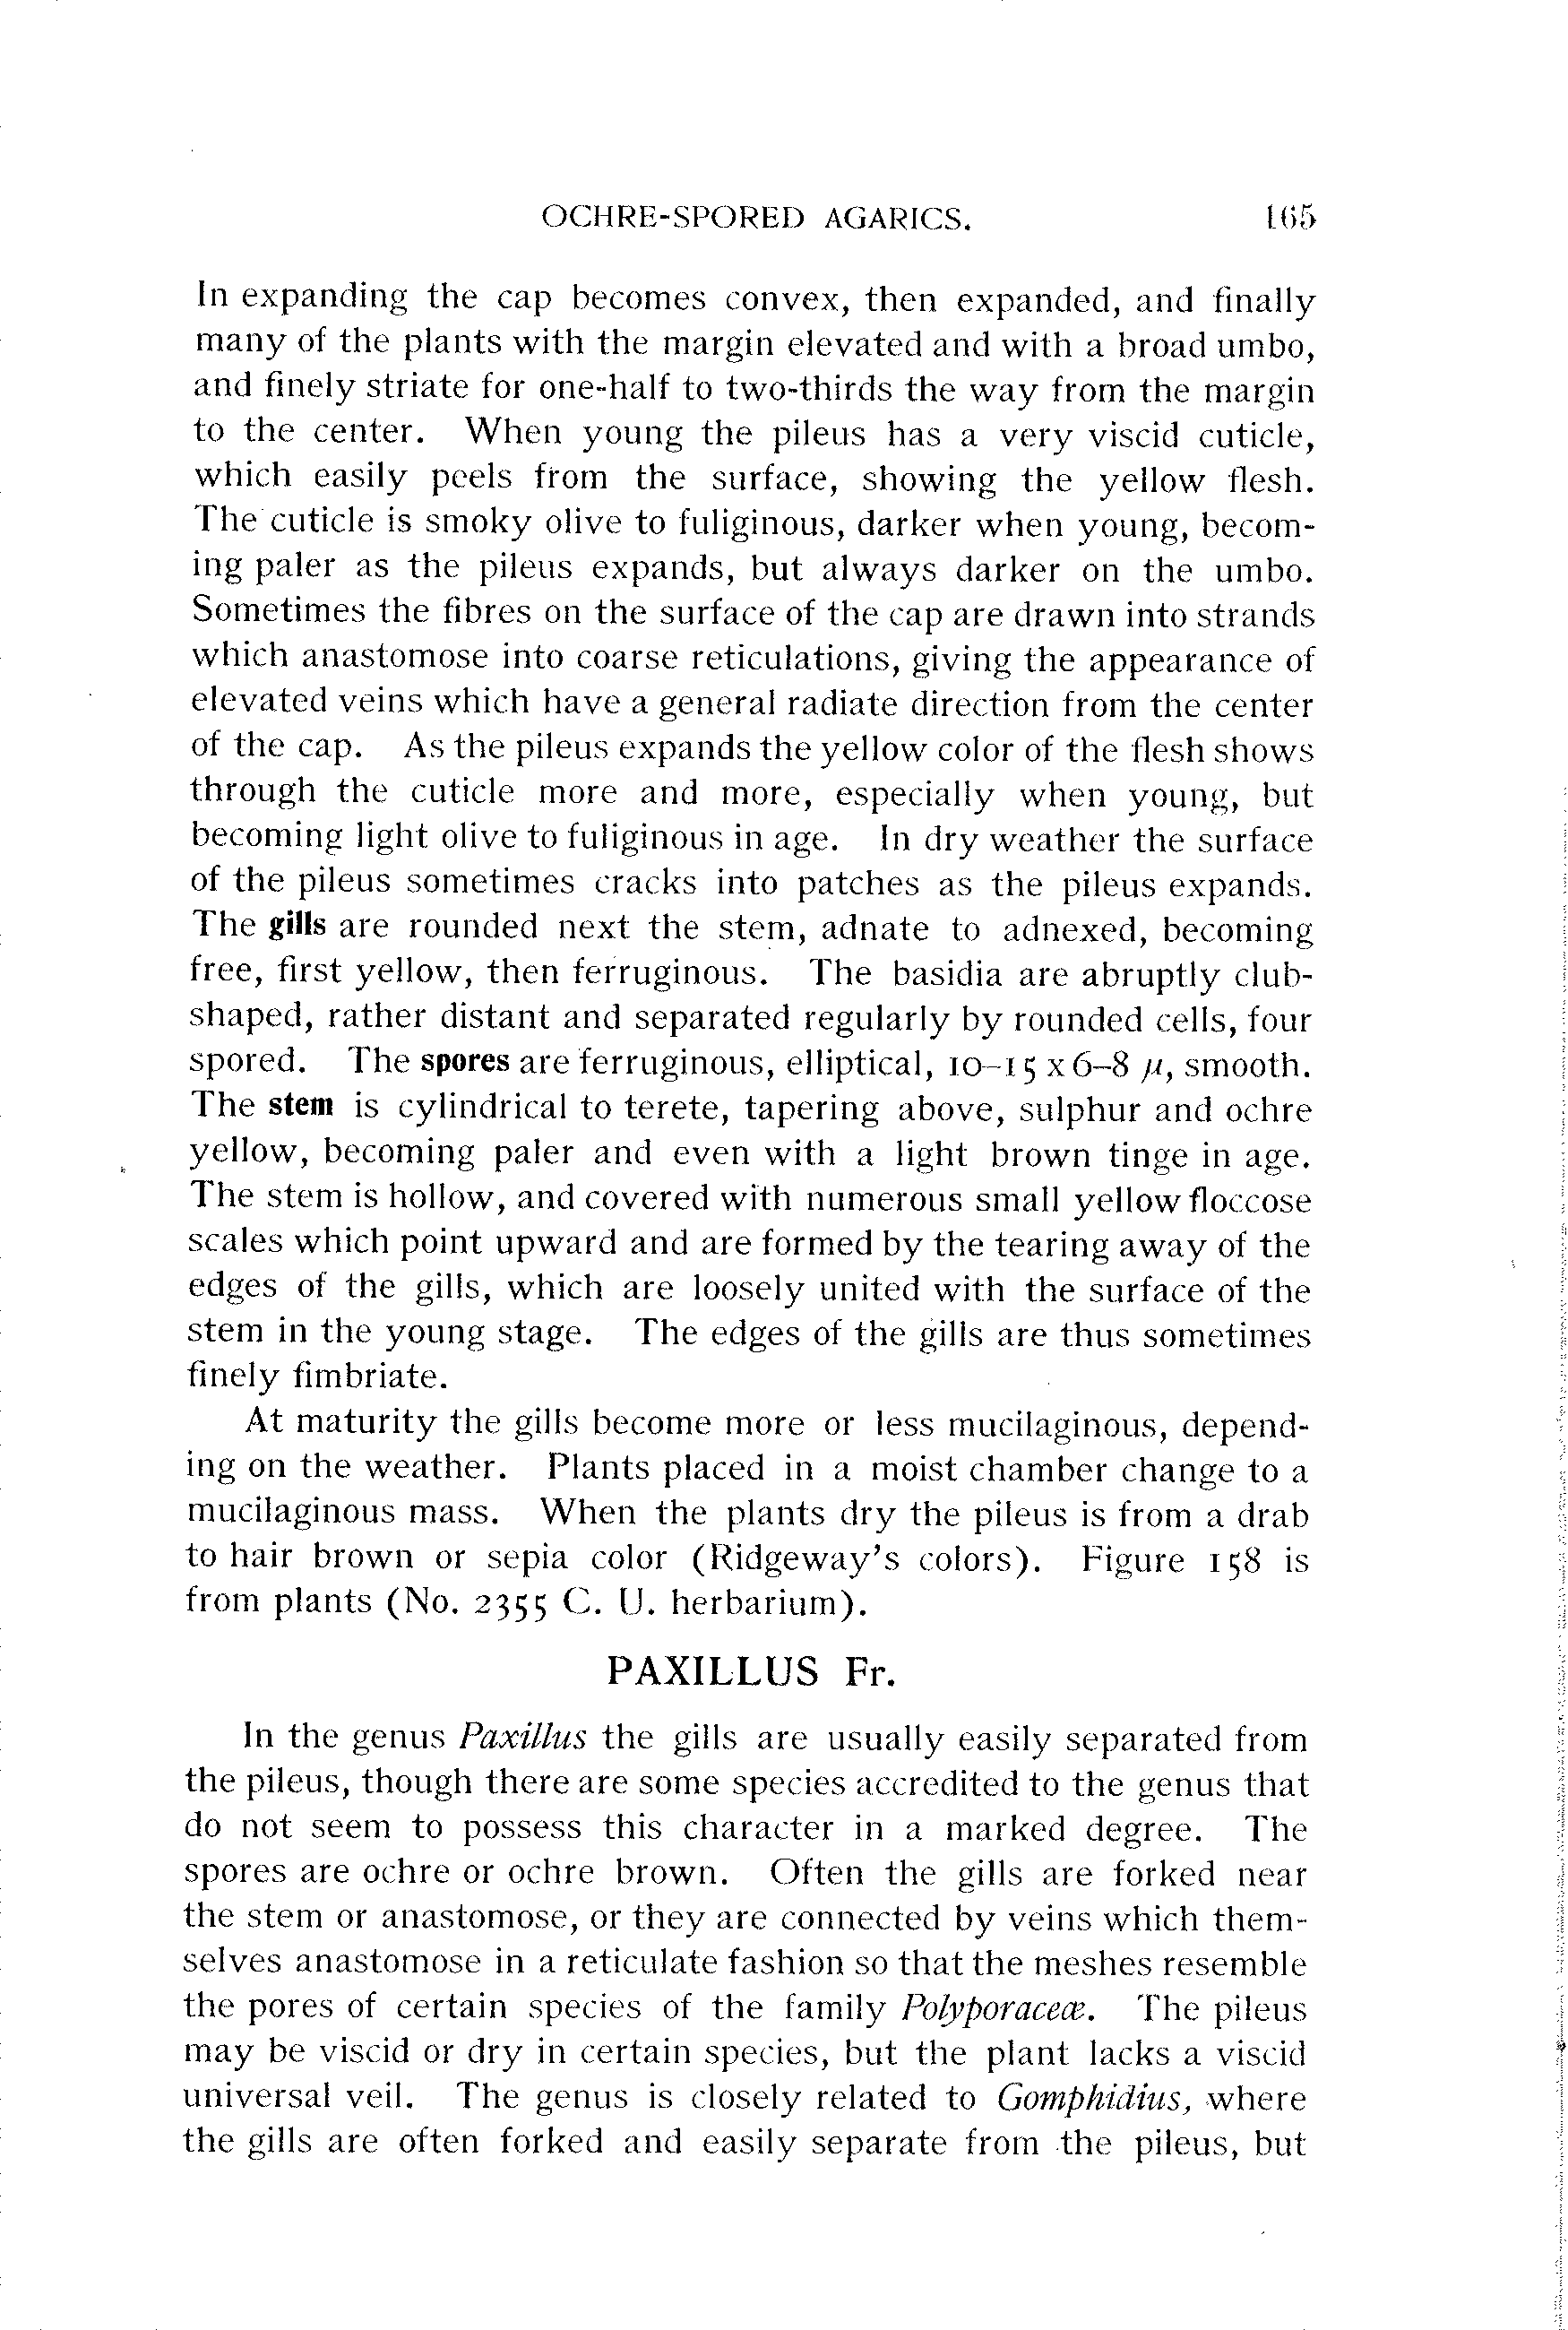 OCHRE-SPORED AGARICS. 165
In expanding the cap becomes convex, then expanded, and finally
many of the plants with the margin elevated and with a broad umbo,
and finely striate for one-half to two-thirds the way from the margin
to the center. When young the pileus has a very viscid cuticle,
which easily peels from the surface, showing the yellow flesh.
The cuticle is smoky olive to fuliginous, darker when young, becom-
ing paler as the pileus expands, but always darker on the umbo.
Sometimes the fibres on the surface of the cap are drawn into strands
which anastomose into coarse reticulations, giving the appearance of
elevated veins which have a general radiate direction from the center
of the cap. As the pileus expands the yellow color of the flesh shows
through the cuticle more and more, especially when young, but
becoming light olive to fuliginous in age. In dry weather the surface
of the pileus sometimes cracks into patches as the pileus expands.
The gills are rounded next the stem, adnate to adnexed, becoming
free, first yellow, then ferruginous. The basidia are abruptly club-
shaped, rather distant and separated regularly by rounded cells, four
spored. The spores are ferruginous, elliptical, 10–15 x 6–8 µ, smooth.
The stem is cylindrical to terete, tapering above, sulphur and ochre
yellow, becoming paler and even with a light brown tinge in age.
The stem is hollow, and covered with numerous small yellow floccose
scales which point upward and are formed by the tearing away of the
edges of the gills, which are loosely united with the surface of the
stem in the young stage. The edges of the gills are thus sometimes
finely fimbriate.
At maturity the gills become more or less mucilaginous, depend-
ing on the weather. Plants placed in a moist chamber change to a
mucilaginous mass. When the plants dry the pileus is from a drab
to hair brown or sepia color (Ridgeway's colors). Figure 158 is
from plants (No. 2355 C. U. herbarium).
PAXILLUS Fr.
In the genus Paxillus the gills are usually easily separated from
the pileus, though there are some species accredited to the genus that
do not seem to possess this character in a marked degree. The
spores are ochre or ochre brown. Often the gills are forked near
the stem or anastomose, or they are connected by veins which them-
selves anastomose in a reticulate fashion so that the meshes resemble
the pores of certain species of the family Polyporaceæ. The pileus
may be viscid or dry in certain species, but the plant lacks a viscid
universal veil. The genus is closely related to Gomphidius, where
the gills are often forked and easily separate from the pileus, but